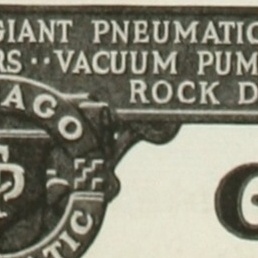 GIANT PNEUMATIC
RS ·· VACUUM PUM
ROCK D
AGO
TIC